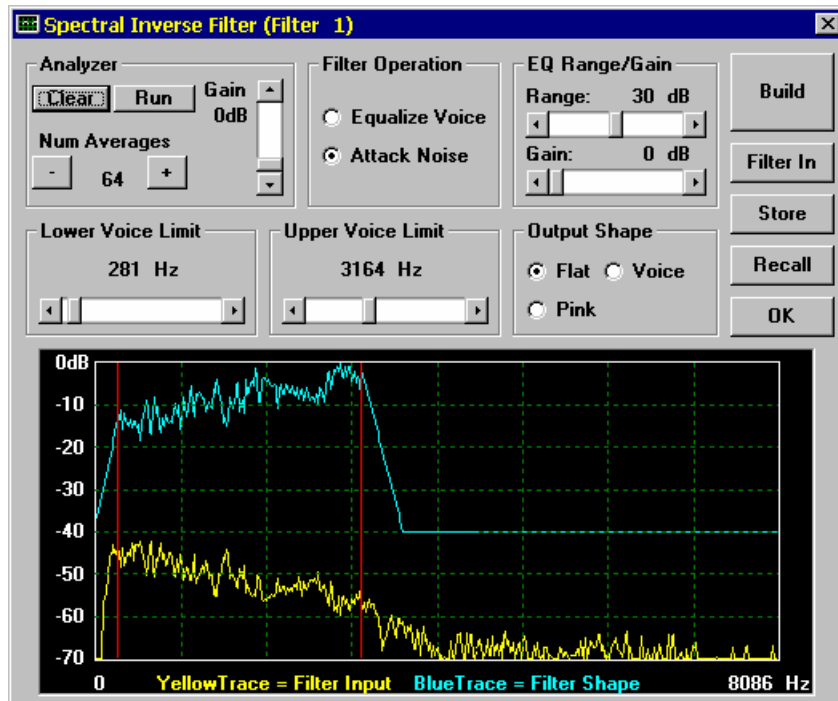 Spectral Inverse Filter (Filter 1)
Analyzer
Clear Run Gain
0dB
Num Averages
- 64 +
Filter Operation
Equalize Voice
Attack Noise
EQ Range/Gain
Range: 30 dB
Gain: 0 dB
Build
Filter In
Store
Recall
OK
Lower Voice Limit
281 Hz
Upper Voice Limit
3164 Hz
Output Shape
Flat Voice
Pink
0dB
-10
-20
-30
-40
-50
-60
-70
0 YellowTrace = Filter Input BlueTrace = Filter Shape 8086 Hz